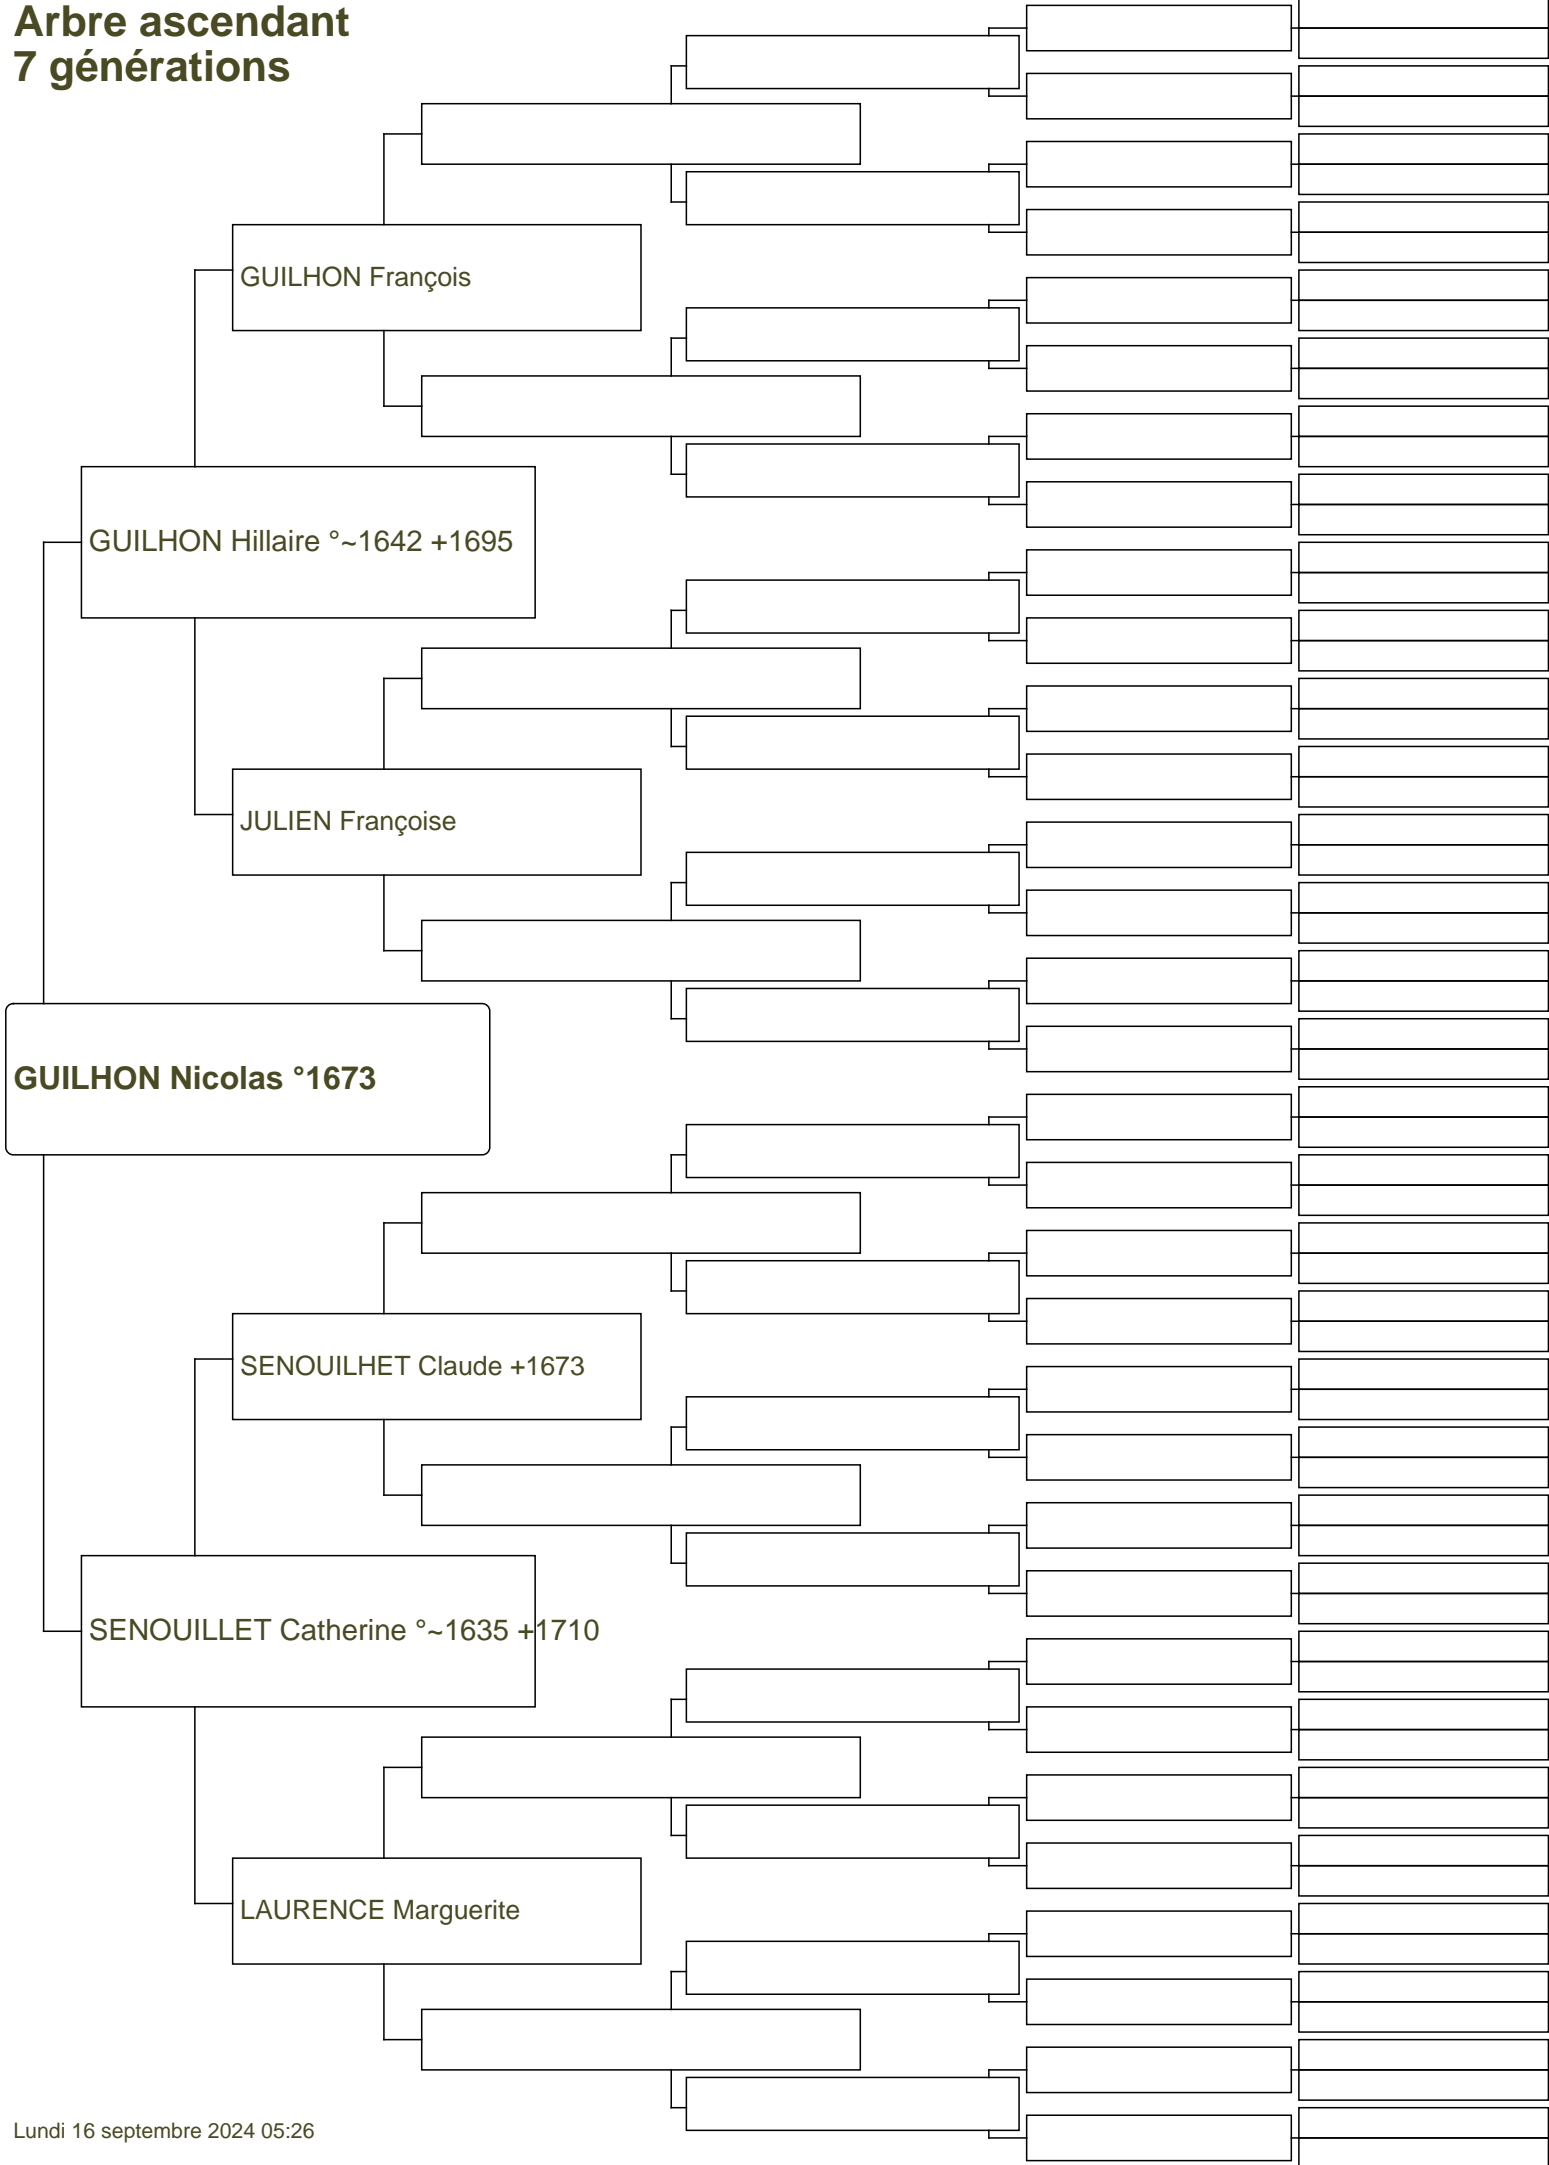 Arbre ascendant
7 générations
GUILHON François
GUILHON Hillaire °~1642 +1695
JULIEN Françoise
GUILHON Nicolas °1673
SENOUILHET Claude +1673
SENOUILLET Catherine °~1635 +1710
LAURENCE Marguerite
Lundi 16 septembre 2024 05:26